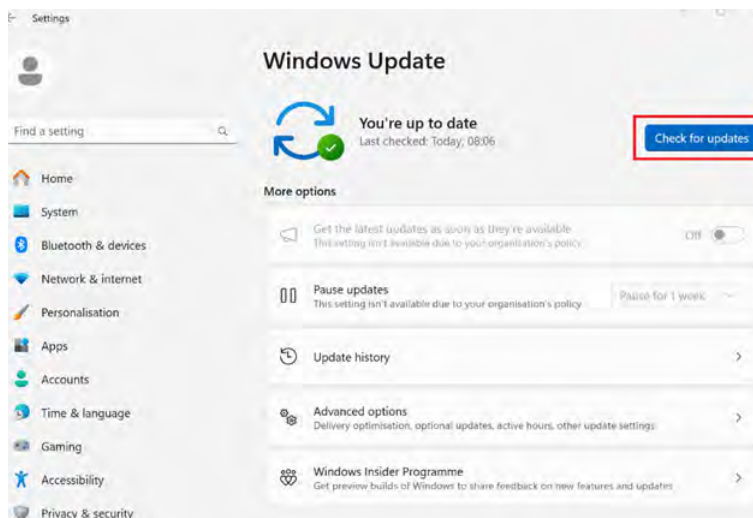 Settings
Find a setting
Home
System
Bluetooth & devices
Network & internet
Personalisation
Apps
Accounts
Time & language
Gaming
Accessibility
Privacy & security
Windows Update
You're up to date
Last checked: Today, 08:06
Check for updates
More options
Get the latest updates as soon as they're available
This setting isn't available due to your organisation's policy
Off
Pause updates
This setting isn't available due to your organisation's policy
Pause for 1 week
Update history
Advanced options
Delivery optimisation, optional updates, active hours, other update settings
Windows Insider Programme
Get preview builds of Windows to share feedback on new features and updates